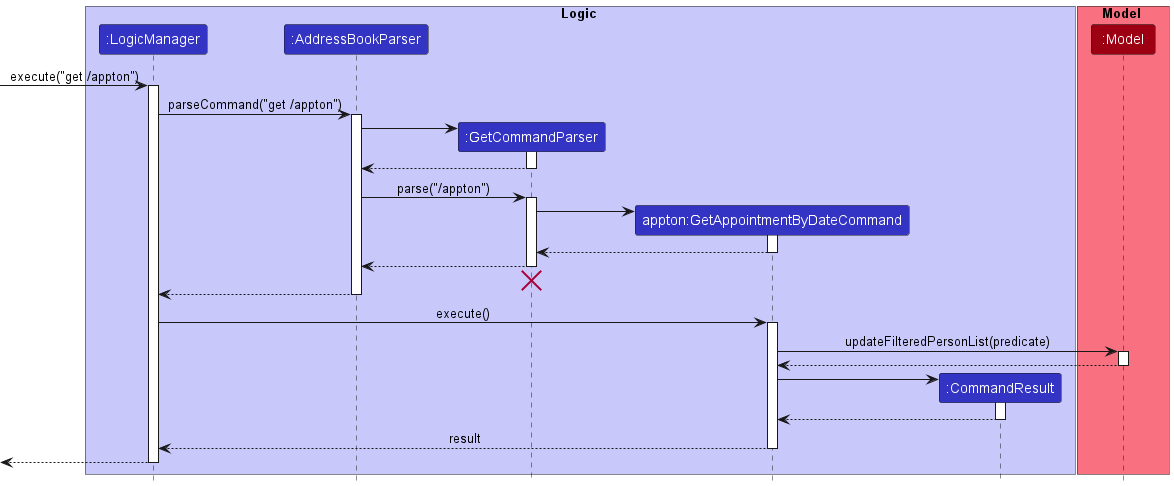 Logic
Model
:LogicManager
:AddressBookParser
:Model
execute("get /appton")
parseCommand("get /appton")
:GetCommandParser
parse("/appton")
appton:GetAppointmentByDateCommand
execute()
updateFilteredPersonList(predicate)
:CommandResult
result